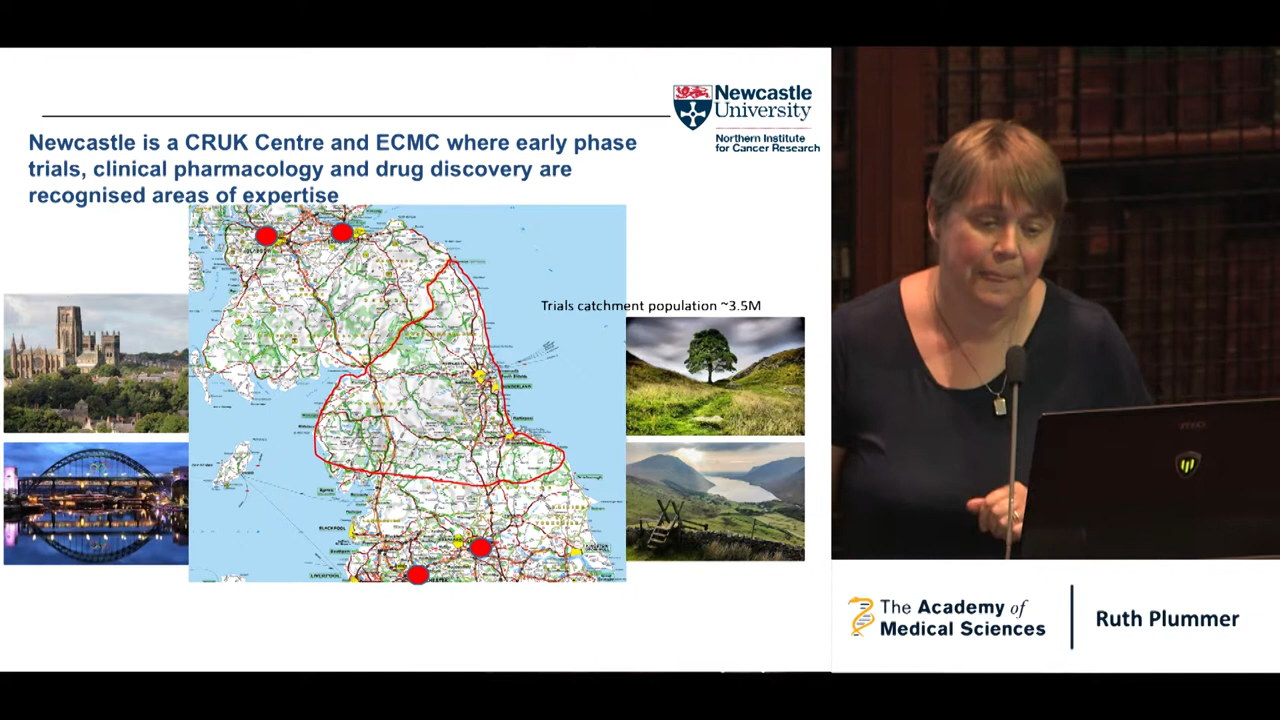 Newcastle
University
Northern Institute
for Cancer Research
Newcastle is a CRUK Centre and ECMC where early phase
trials, clinical pharmacology and drug discovery are
recognised areas of expertise
Trials catchment population ~3.5M
BLACKPOOL
LIVERPOOL
The Academy of
Medical Sciences
Ruth Plummer